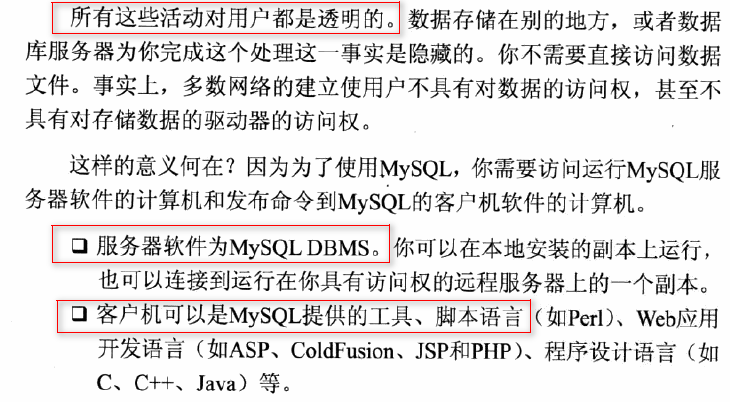 所有这些活动对用户都是透明的。数据存储在别的地方，或者数据
库服务器为你完成这个处理这一事实是隐藏的。你不需要直接访问数据
文件。事实上，多数网络的建立使用户不具有对数据的访问权，甚至不
具有对存储数据的驱动器的访问权。
这样的意义何在？因为为了使用MySQL，你需要访问运行MySQL服
务器软件的计算机和发布命令到MySQL的客户机软件的计算机。
❑ 服务器软件为MySQL DBMS。你可以在本地安装的副本上运行，
也可以连接到运行在你具有访问权的远程服务器上的一个副本。
❑ 客户机可以是MySQL提供的工具、脚本语言（如Perl）、Web应用
开发语言（如ASP、ColdFusion、JSP和PHP）、程序设计语言（如
C、C++、Java）等。